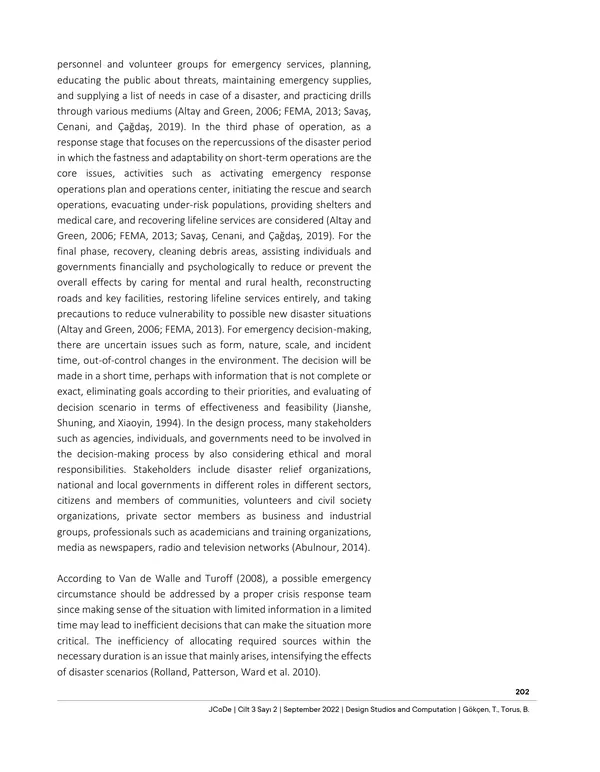 personnel and volunteer groups for emergency services, planning,
educating the public about threats, maintaining emergency supplies,
and supplying a list of needs in case of a disaster, and practicing drills
through various mediums (Altay and Green, 2006; FEMA, 2013; Savaş,
Cenani, and Çağdaş, 2019). In the third phase of operation, as a
response stage that focuses on the repercussions of the disaster period
in which the fastness and adaptability on short-term operations are the
core issues, activities such as activating emergency response
operations plan and operations center, initiating the rescue and search
operations, evacuating under-risk populations, providing shelters and
medical care, and recovering lifeline services are considered (Altay and
Green, 2006; FEMA, 2013; Savaş, Cenani, and Çağdaş, 2019). For the
final phase, recovery, cleaning debris areas, assisting individuals and
governments financially and psychologically to reduce or prevent the
overall effects by caring for mental and rural health, reconstructing
roads and key facilities, restoring lifeline services entirely, and taking
precautions to reduce vulnerability to possible new disaster situations
(Altay and Green, 2006; FEMA, 2013). For emergency decision-making,
there are uncertain issues such as form, nature, scale, and incident
time, out-of-control changes in the environment. The decision will be
made in a short time, perhaps with information that is not complete or
exact, eliminating goals according to their priorities, and evaluating of
decision scenario in terms of effectiveness and feasibility (Jianshe,
Shuning, and Xiaoyin, 1994). In the design process, many stakeholders
such as agencies, individuals, and governments need to be involved in
the decision-making process by also considering ethical and moral
responsibilities. Stakeholders include disaster relief organizations,
national and local governments in different roles in different sectors,
citizens and members of communities, volunteers and civil society
organizations, private sector members as business and industrial
groups, professionals such as academicians and training organizations,
media as newspapers, radio and television networks (Abulnour, 2014).
According to Van de Walle and Turoff (2008), a possible emergency
circumstance should be addressed by a proper crisis response team
since making sense of the situation with limited information in a limited
time may lead to inefficient decisions that can make the situation more
critical. The inefficiency of allocating required sources within the
necessary duration is an issue that mainly arises, intensifying the effects
of disaster scenarios (Rolland, Patterson, Ward et al. 2010).
202
JCoDe | Cilt 3 Sayı 2 | September 2022 | Design Studies and Computation | Gökçen, T., Torus, B.